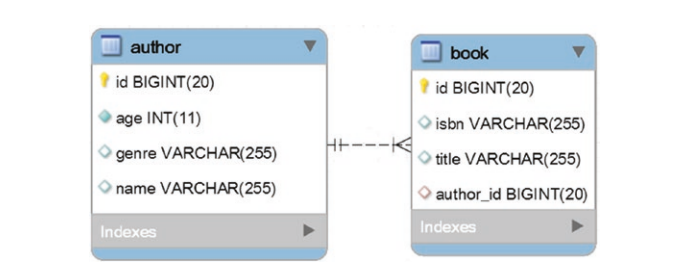 author
id BIGINT(20)
age INT(11)
genre VARCHAR(255)
name VARCHAR(255)
Indexes
book
id BIGINT(20)
isbn VARCHAR(255)
title VARCHAR(255)
author_id BIGINT(20)
Indexes